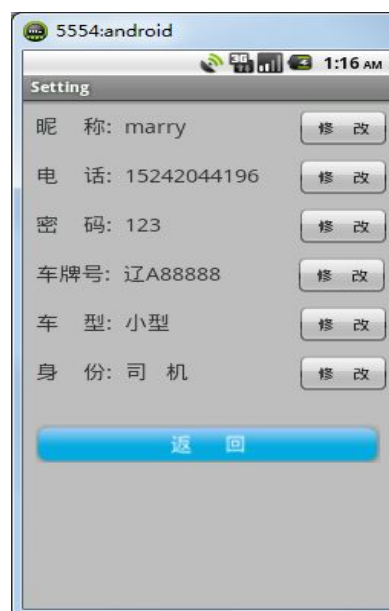 5554:android
3G 1:16 AM
Setting
昵 称: marry 修 改
电 话: 15242044196 修 改
密 码: 123 修 改
车牌号: 辽A88888 修 改
车 型: 小型 修 改
身 份: 司 机 修 改
返 回